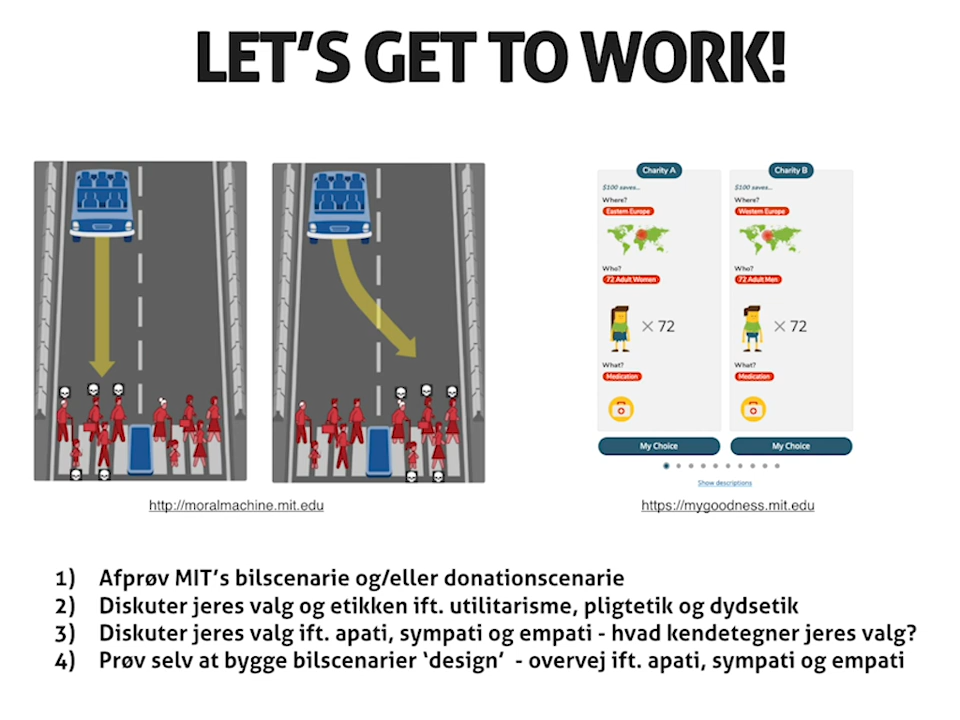 LET'S GET TO WORK!
Charity A
$100 saves...
Where?
Eastern Europe
Who?
72 Adult Women
× 72
What?
Medication
My Choice
Charity B
$100 saves...
Where?
Western Europe
Who?
72 Adult Men
× 72
What?
Medication
My Choice
Show descriptions
http://moralmachine.mit.edu
https://mygoodness.mit.edu
1) Afprøv MIT's bilscenarie og/eller donationscenarie
2) Diskuter jeres valg og etikken ift. utilitarisme, pligtetik og dydsetik
3) Diskuter jeres valg ift. apati, sympati og empati - hvad kendetegner jeres valg?
4) Prøv selv at bygge bilscenarier ‘design’ - overvej ift. apati, sympati og empati